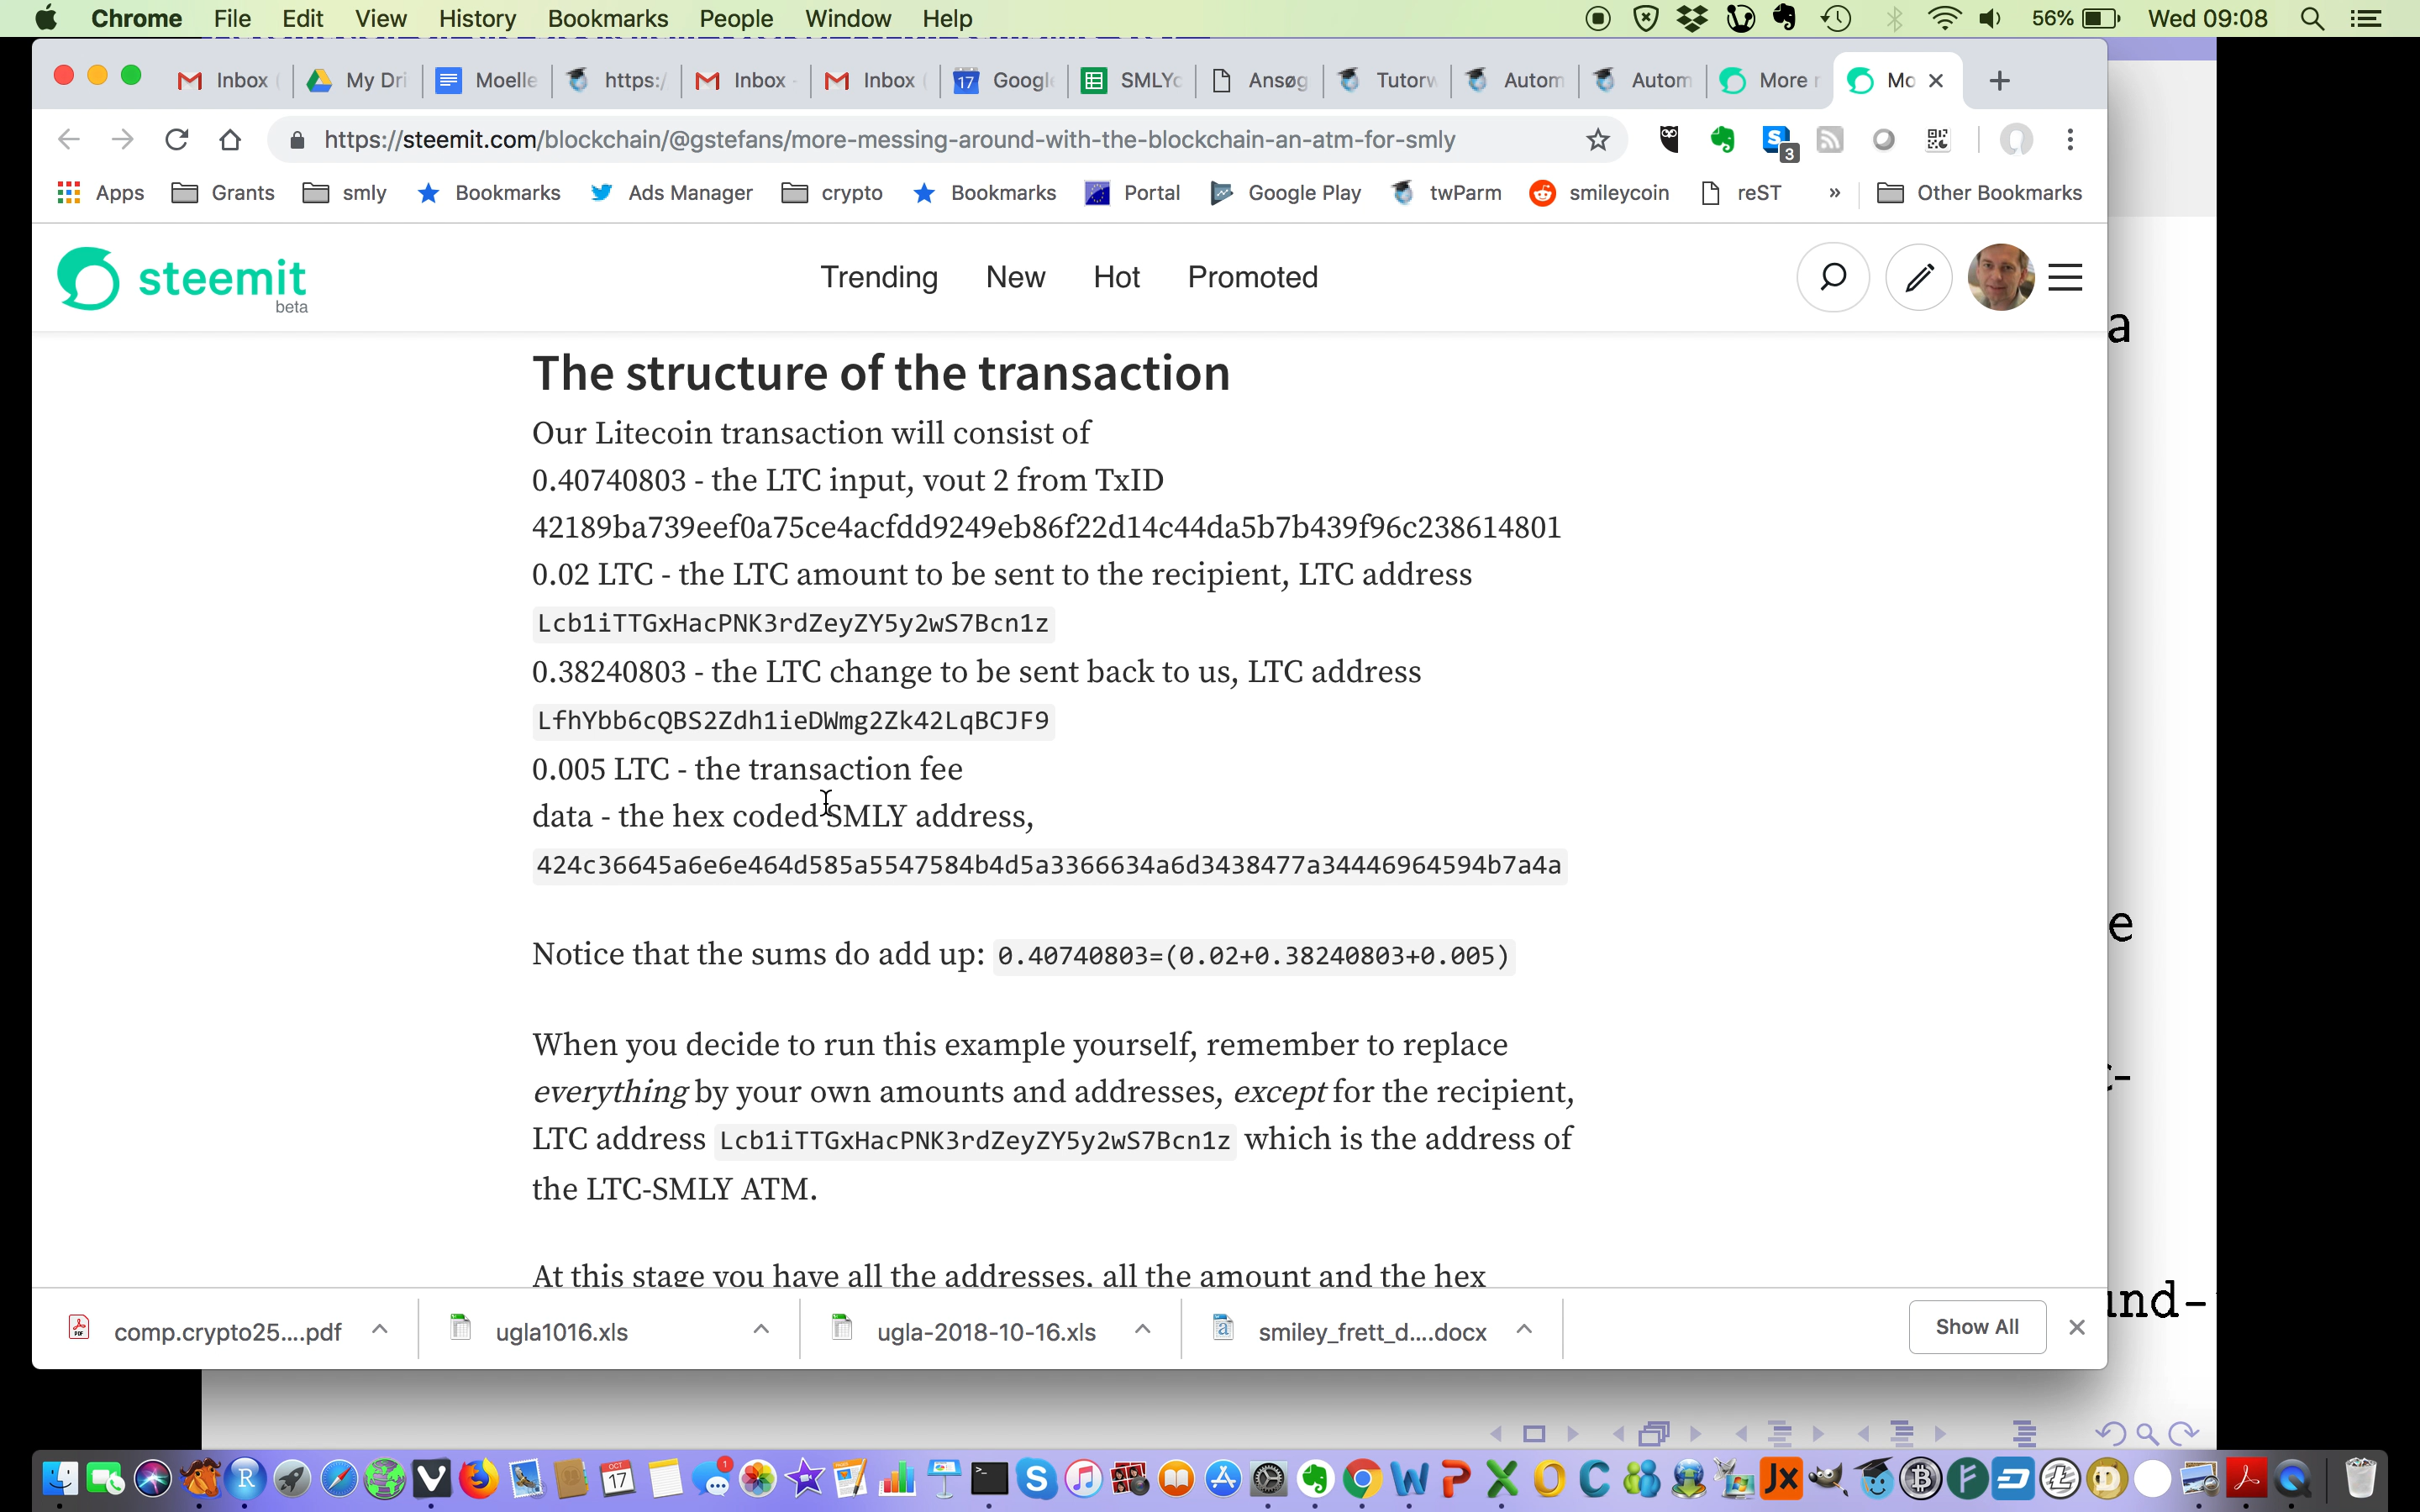 Chrome File Edit View History Bookmarks People Window Help 56% Wed 09:08
Inbox My Dri Moelle https:/ Inbox Inbox 17 Google SMLYc Ansøg Tutorw Autom Autom More r Mo
https://steemit.com/blockchain/@gstefans/more-messing-around-with-the-blockchain-an-atm-for-smly 3
Apps Grants smly Bookmarks Ads Manager crypto Bookmarks Portal Google Play twParm smileycoin reST » Other Bookmarks
steemit
beta
Trending New Hot Promoted
The structure of the transaction
Our Litecoin transaction will consist of
0.40740803 - the LTC input, vout 2 from TxID
42189ba739eef0a75ce4acfdd9249eb86f22d14c44da5b7b439f96c238614801
0.02 LTC - the LTC amount to be sent to the recipient, LTC address
Lcb1iTTGxHacPNK3rdZeyZY5y2wS7Bcn1z
0.38240803 - the LTC change to be sent back to us, LTC address
LfhYbb6cQBS2Zdh1ieDWmg2Zk42LqBCJF9
0.005 LTC - the transaction fee
data - the hex coded SMLY address,
424c36645a6e6e464d585a5547584b4d5a3366634a6d3438477a34446964594b7a4a
Notice that the sums do add up: 0.40740803=(0.02+0.38240803+0.005)
When you decide to run this example yourself, remember to replace
everything by your own amounts and addresses, except for the recipient,
LTC address Lcb1iTTGxHacPNK3rdZeyZY5y2wS7Bcn1z which is the address of
the LTC-SMLY ATM.
At this stage you have all the addresses, all the amount and the hex
a
e
c-
und-
comp.crypto25....pdf ugla1016.xls ugla-2018-10-16.xls smiley_frett_d....docx Show All
OCT 17 1